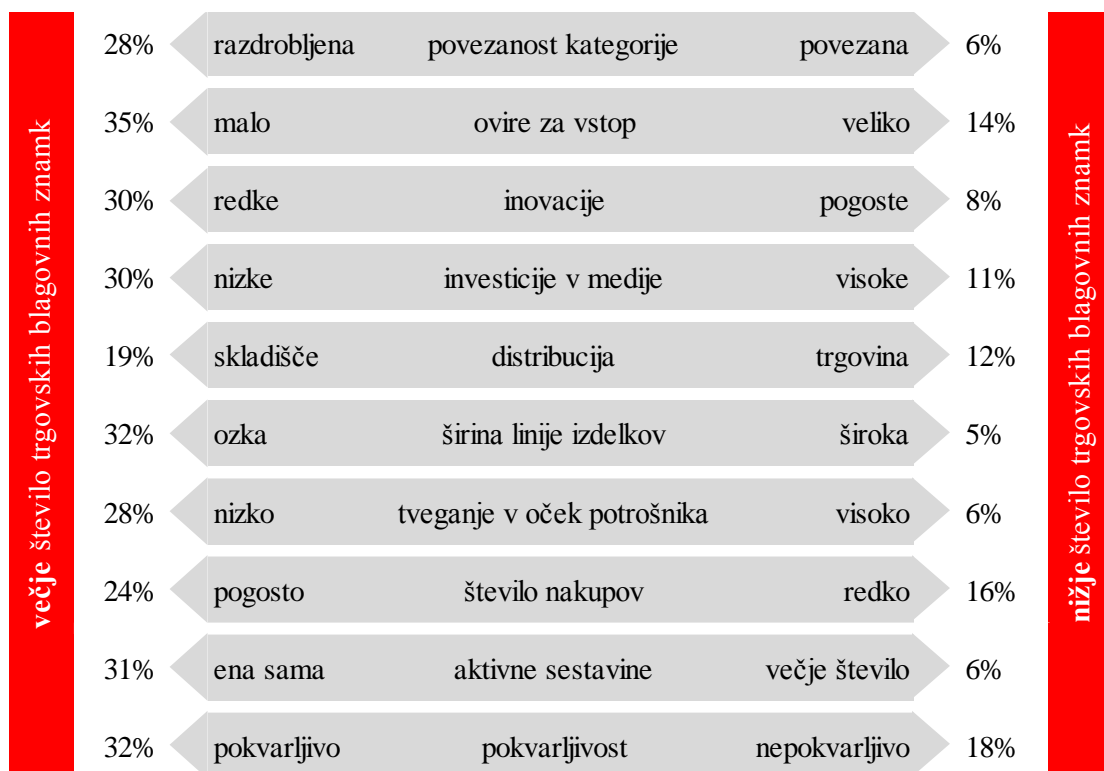 večje število trgovskih blagovnih znamk
28% razdrobljena povezanost kategorije povezana 6%
35% malo ovire za vstop veliko 14%
30% redke inovacije pogoste 8%
30% nizke investicije v medije visoke 11%
19% skladišče distribucija trgovina 12%
32% ozka širina linije izdelkov široka 5%
28% nizko tveganje v oček potrošnika visoko 6%
24% pogosto število nakupov redko 16%
31% ena sama aktivne sestavine večje število 6%
32% pokvarljivo pokvarljivost nepokvarljivo 18%
nižje število trgovskih blagovnih znamk